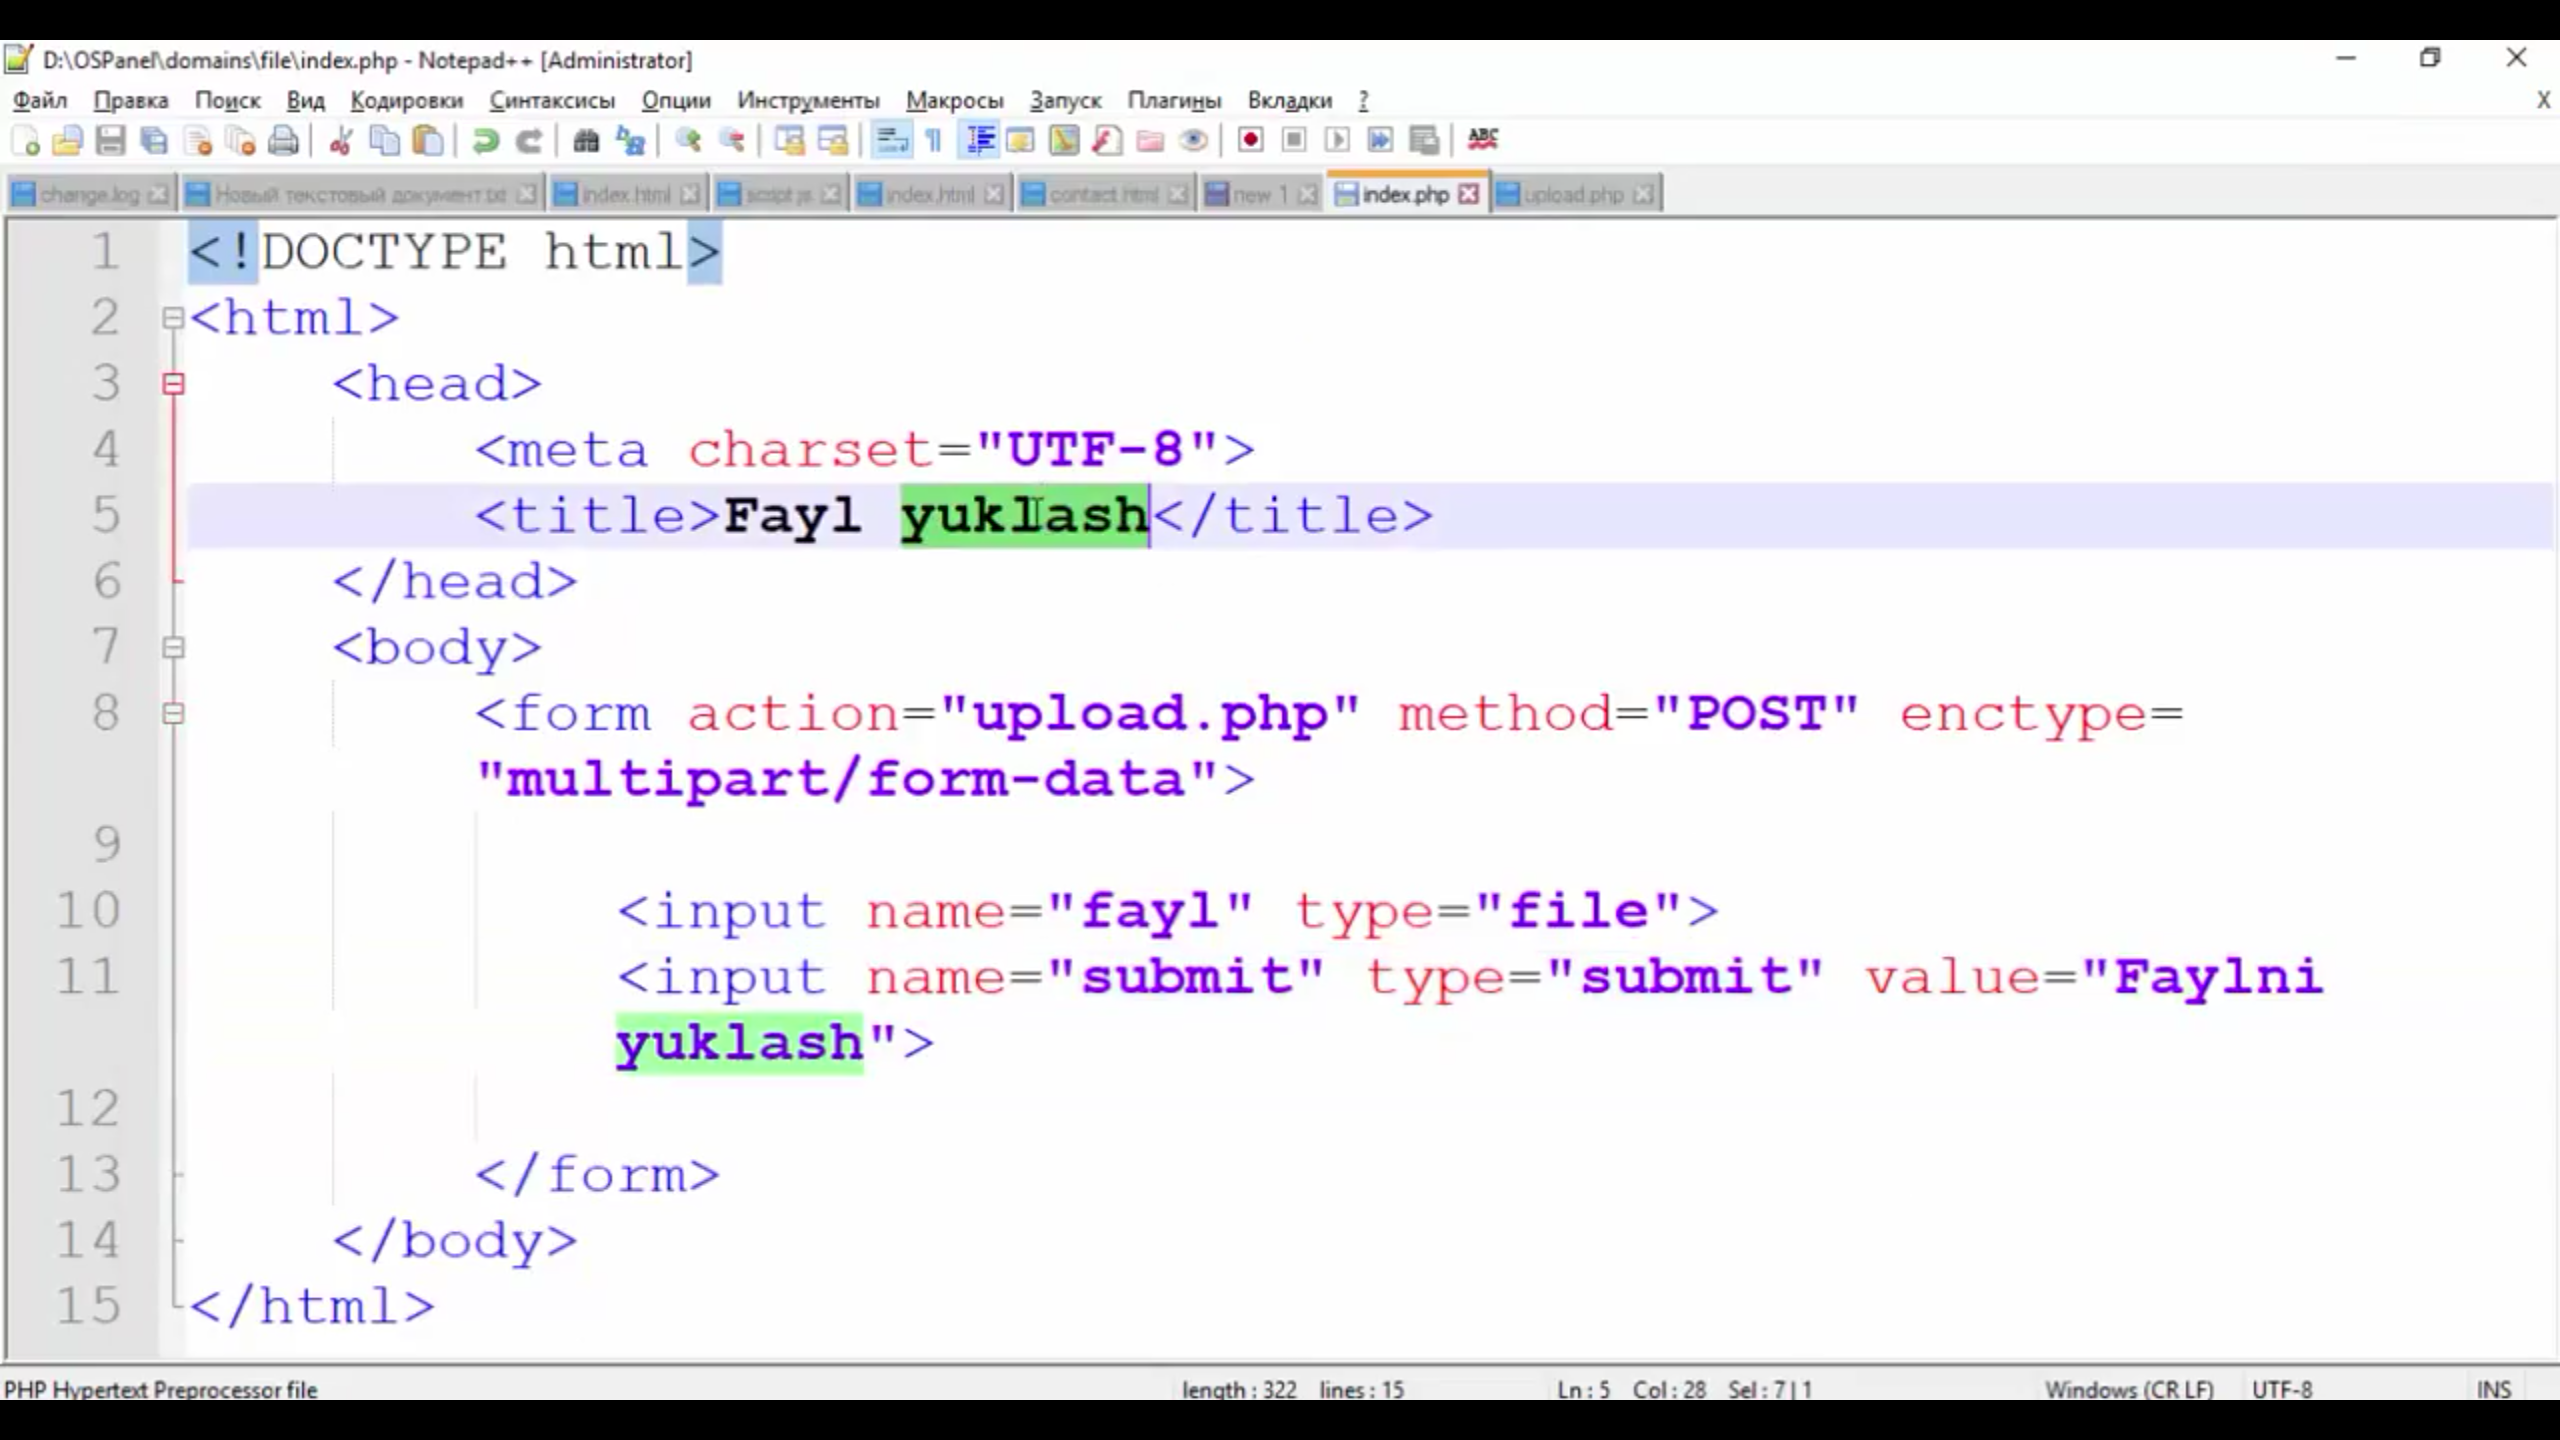 D:\OSPanel\domains\file\index.php - Notepad++ [Administrator]
Файл Правка Поиск Вид Кодировки Синтаксисы Опции Инструменты Макросы Запуск Плагины Вкладки ? X
ABC
change.log Новый текстовый документ.txt index.html script.js index.html contact.html new 1 index.php upload.php
1 <!DOCTYPE html>
2 <html>
3 <head>
4 <meta charset="UTF-8">
5 <title>Fayl yuklash</title>
6 </head>
7 <body>
8 <form action="upload.php" method="POST" enctype=
"multipart/form-data">
9
10 <input name="fayl" type="file">
11 <input name="submit" type="submit" value="Faylni
yuklash">
12
13 </form>
14 </body>
15 </html>
PHP Hypertext Preprocessor file length : 322 lines : 15 Ln : 5 Col : 28 Sel : 7 | 1 Windows (CR LF) UTF-8 INS